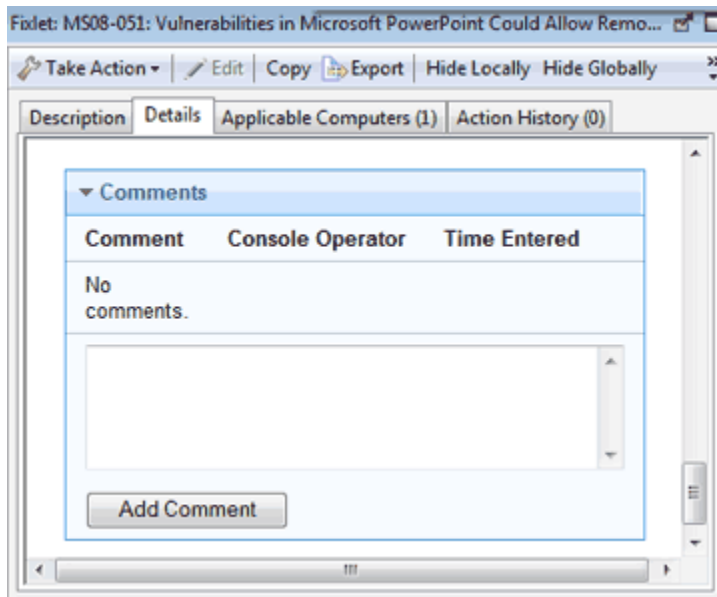 Fixlet: MS08-051: Vulnerabilities in Microsoft PowerPoint Could Allow Remo...
Take Action Edit Copy Export Hide Locally Hide Globally
Description Details Applicable Computers (1) Action History (0)
Comments
Comment Console Operator Time Entered
No
comments.
Add Comment